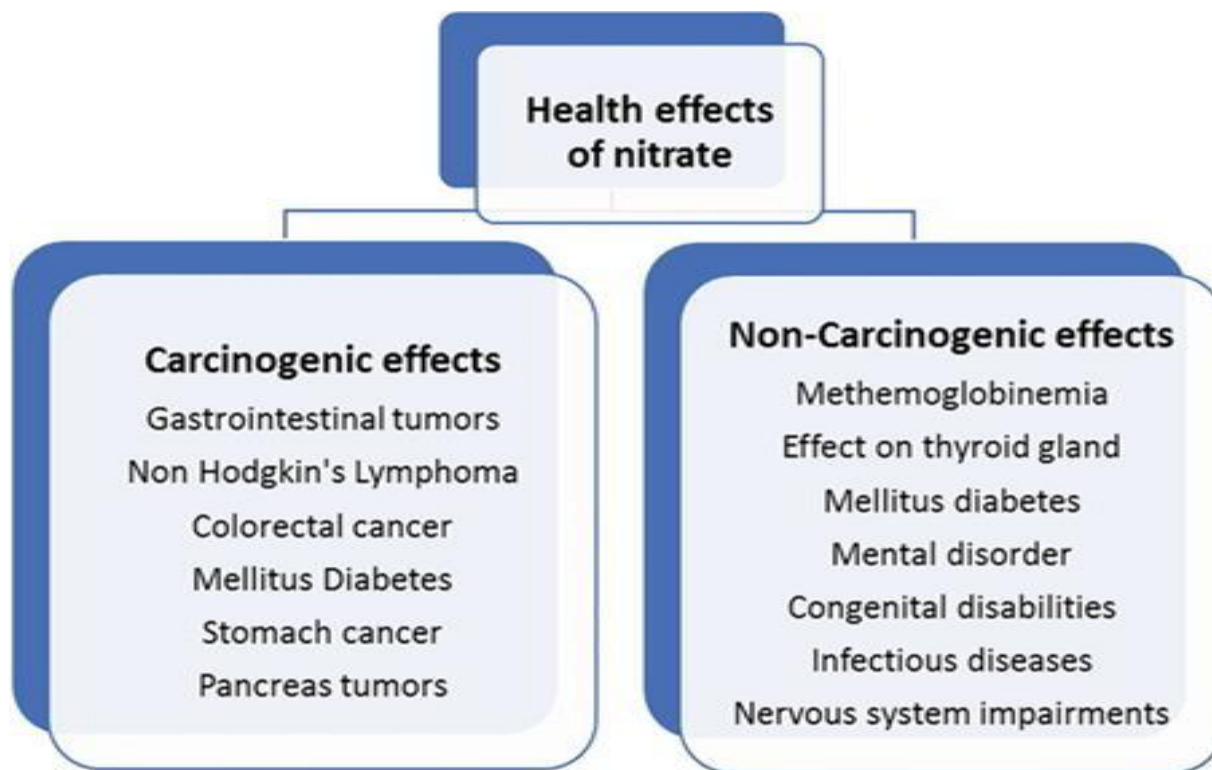 Health effects
of nitrate
Carcinogenic effects
Gastrointestinal tumors
Non Hodgkin's Lymphoma
Colorectal cancer
Mellitus Diabetes
Stomach cancer
Pancreas tumors
Non-Carcinogenic effects
Methemoglobinemia
Effect on thyroid gland
Mellitus diabetes
Mental disorder
Congenital disabilities
Infectious diseases
Nervous system impairments